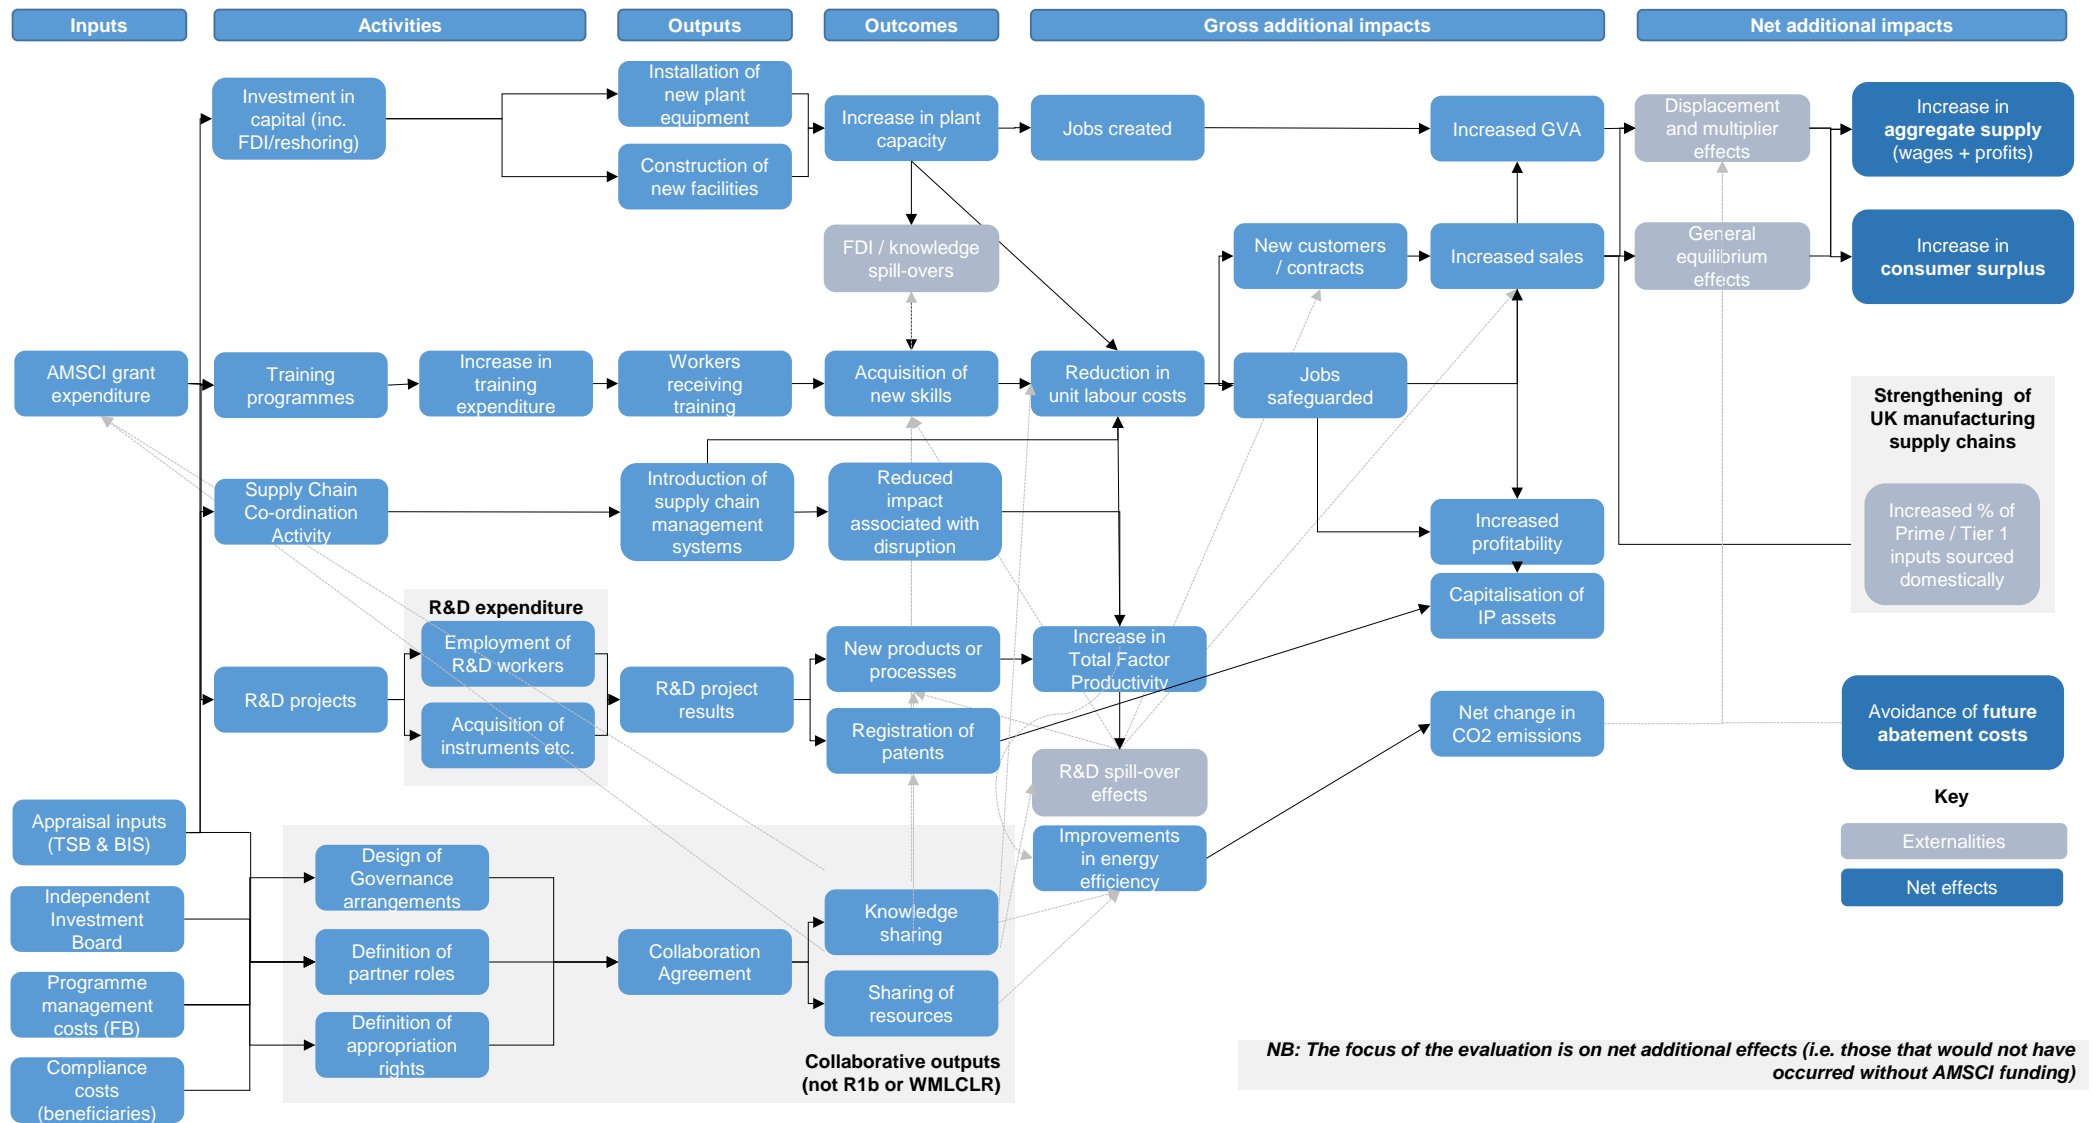 Inputs
Activities
Outputs
Outcomes
Gross additional impacts
Net additional impacts
Investment in
capital (inc.
FDI/reshoring)
Installation of
new plant
equipment
Construction of
new facilities
Increase in plant
capacity
Jobs created
Increased GVA
Displacement
and multiplier
effects
Increase in
aggregate supply
(wages + profits)
FDI / knowledge
spill-overs
New customers
/ contracts
Increased sales
General
equilibrium
effects
Increase in
consumer surplus
AMSCI grant
expenditure
Training
programmes
Increase in
training
expenditure
Workers
receiving
training
Acquisition of
new skills
Reduction in
unit labour costs
Jobs
safeguarded
Strengthening of
UK manufacturing
supply chains
Increased % of
Prime / Tier 1
inputs sourced
domestically
Supply Chain
Co-ordination
Activity
Introduction of
supply chain
management
systems
Reduced
impact
associated with
disruption
Increased
profitability
Capitalisation of
IP assets
R&D expenditure
Employment of
R&D workers
Acquisition of
instruments etc.
R&D projects
R&D project
results
New products or
processes
Registration of
patents
Increase in
Total Factor
Productivity
R&D spill-over
effects
Improvements
in energy
efficiency
Net change in
CO2 emissions
Avoidance of future
abatement costs
Key
Externalities
Net effects
Appraisal inputs
(TSB & BIS)
Independent
Investment
Board
Programme
management
costs (FB)
Compliance
costs
(beneficiaries)
Design of
Governance
arrangements
Definition of
partner roles
Definition of
appropriation
rights
Collaboration
Agreement
Knowledge
sharing
Sharing of
resources
Collaborative outputs
(not R1b or WMLCLR)
NB: The focus of the evaluation is on net additional effects (i.e. those that would not have
occurred without AMSCI funding)